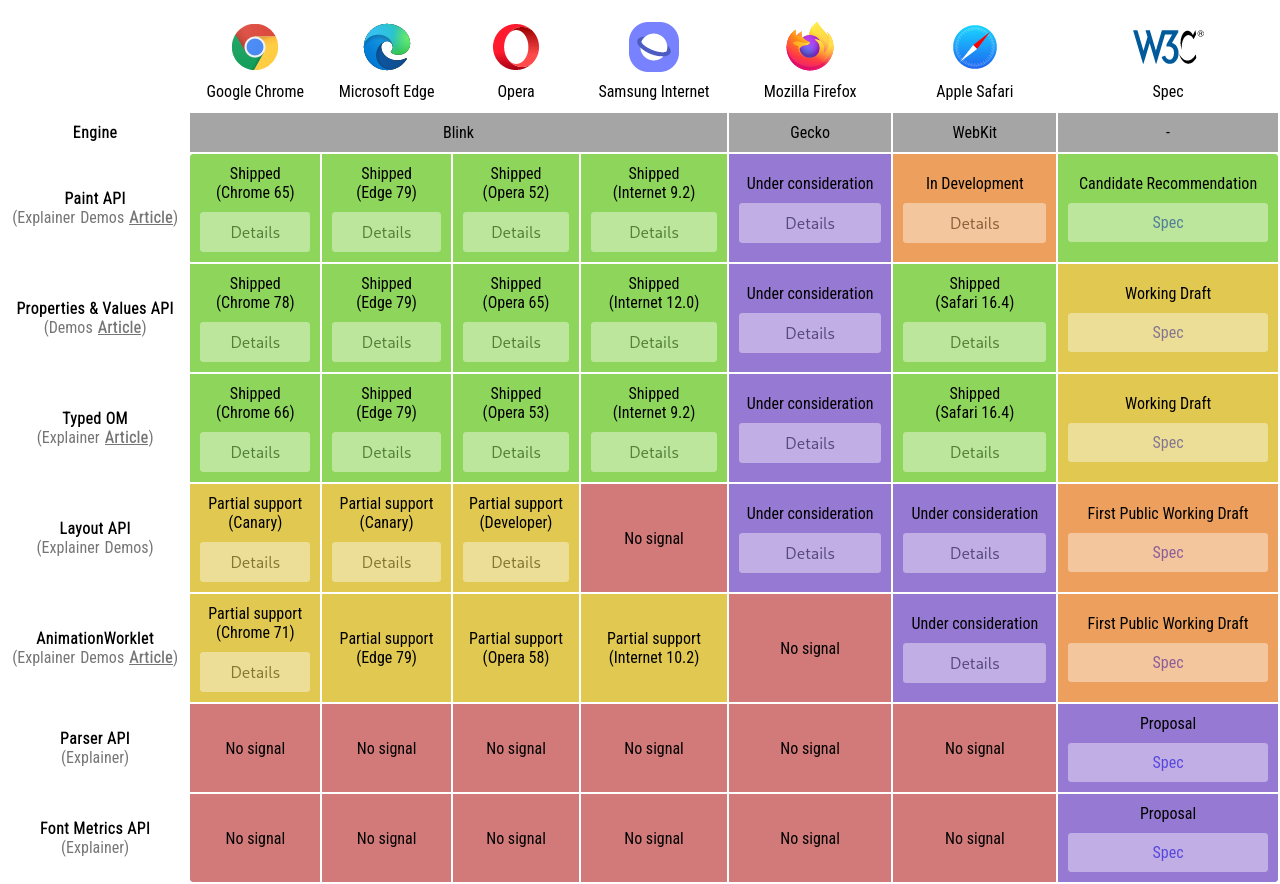 W3C®
Google Chrome
Microsoft Edge
Opera
Samsung Internet
Mozilla Firefox
Apple Safari
Spec
Engine
Blink
Gecko
WebKit
-
Paint API
(Explainer Demos Article)
Shipped
(Chrome 65)
Details
Shipped
(Edge 79)
Details
Shipped
(Opera 52)
Details
Shipped
(Internet 9.2)
Details
Under consideration
Details
In Development
Details
Candidate Recommendation
Spec
Properties & Values API
(Demos Article)
Shipped
(Chrome 78)
Details
Shipped
(Edge 79)
Details
Shipped
(Opera 65)
Details
Shipped
(Internet 12.0)
Details
Under consideration
Details
Shipped
(Safari 16.4)
Details
Working Draft
Spec
Typed OM
(Explainer Article)
Shipped
(Chrome 66)
Details
Shipped
(Edge 79)
Details
Shipped
(Opera 53)
Details
Shipped
(Internet 9.2)
Details
Under consideration
Details
Shipped
(Safari 16.4)
Details
Working Draft
Spec
Layout API
(Explainer Demos)
Partial support
(Canary)
Details
Partial support
(Canary)
Details
Partial support
(Developer)
Details
No signal
Under consideration
Details
Under consideration
Details
First Public Working Draft
Spec
AnimationWorklet
(Explainer Demos Article)
Partial support
(Chrome 71)
Details
Partial support
(Edge 79)
Partial support
(Opera 58)
Partial support
(Internet 10.2)
No signal
Under consideration
Details
First Public Working Draft
Spec
Parser API
(Explainer)
No signal
No signal
No signal
No signal
No signal
No signal
Proposal
Spec
Font Metrics API
(Explainer)
No signal
No signal
No signal
No signal
No signal
No signal
Proposal
Spec